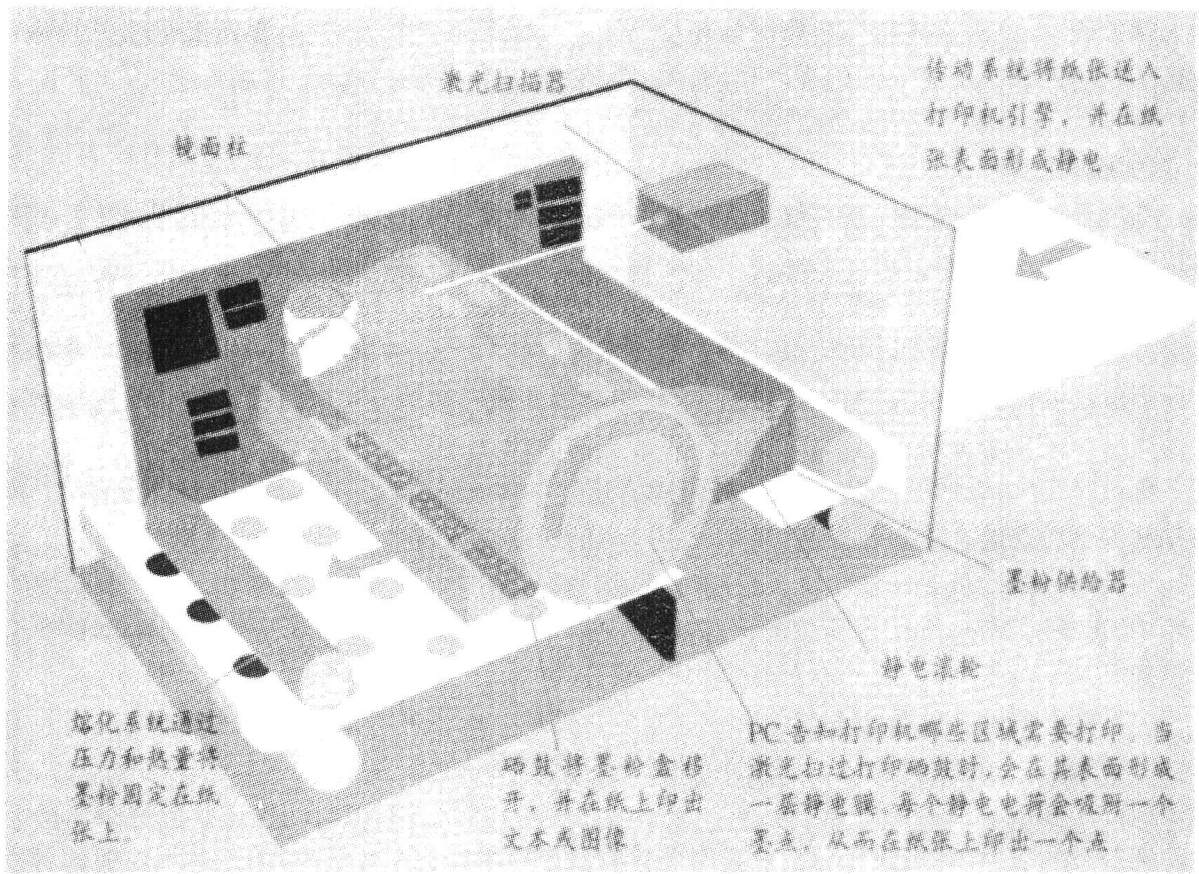 激光扫描器
镜面柱
传动系统将纸张送入
打印机引擎，并在纸
张表面形成静电。
墨粉供给器
静电滚轮
熔化系统通过
压力和热量将
墨粉固定在纸
张上。
硒鼓将墨粉盒移
开，并在纸上印出
文本或图像
PC告知打印机哪些区域需要打印。当
激光扫过打印硒鼓时，会在其表面形成
一层静电膜。每个静电电荷会吸附一个
墨点，从而在纸张上印出一个点